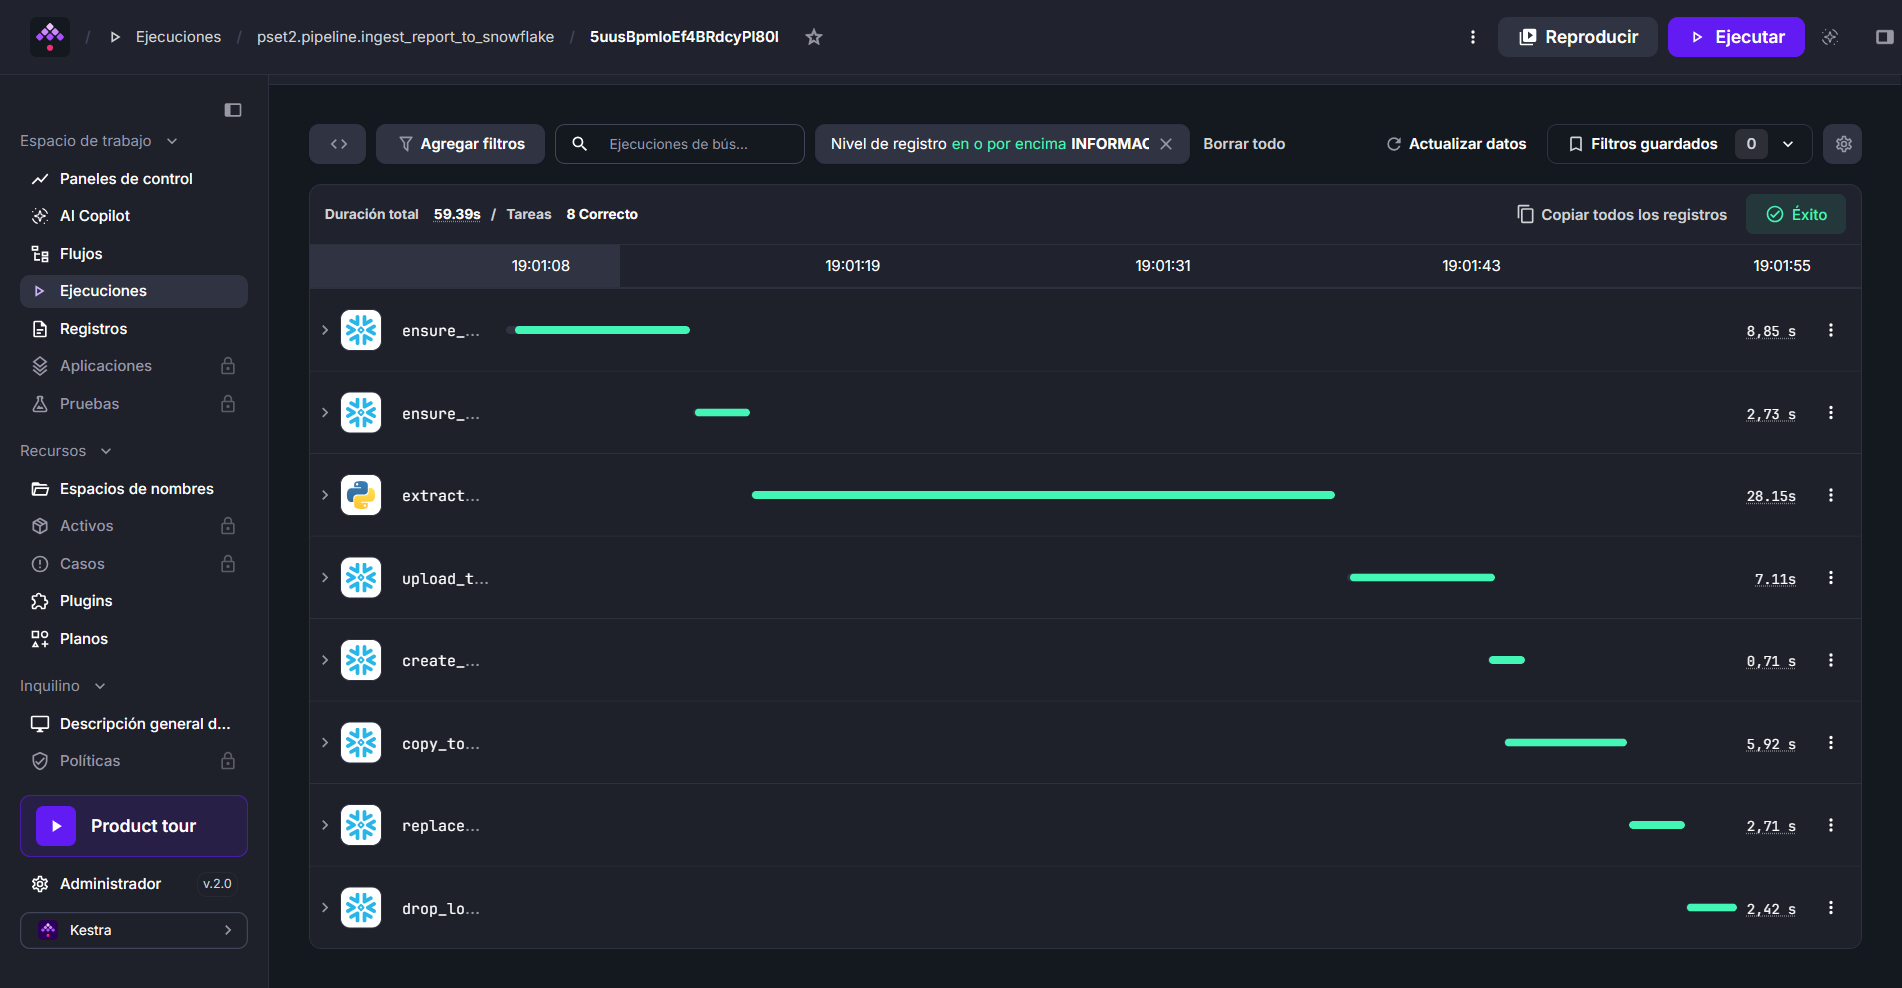 / Ejecuciones / pset2.pipeline.ingest_report_to_snowflake / 5uusBpmIoEf4BRdcyPI80I
Reproducir
Ejecutar
Espacio de trabajo
Paneles de control
AI Copilot
Flujos
Ejecuciones
Registros
Aplicaciones
Pruebas
Recursos
Espacios de nombres
Activos
Casos
Plugins
Planos
Inquilino
Descripción general d...
Políticas
Product tour
Administrador v.2.0
Kestra
<>
Agregar filtros
Ejecuciones de bús...
Nivel de registro en o por encima INFORMAC
Borrar todo
Actualizar datos
Filtros guardados 0
Duración total 59.39s / Tareas 8 Correcto
Copiar todos los registros
Éxito
19:01:08 19:01:19 19:01:31 19:01:43 19:01:55
ensure_... 8,85 s
ensure_... 2,73 s
extract... 28.15s
upload_t... 7.11s
create_... 0,71 s
copy_to... 5,92 s
replace... 2,71 s
drop_lo... 2,42 s